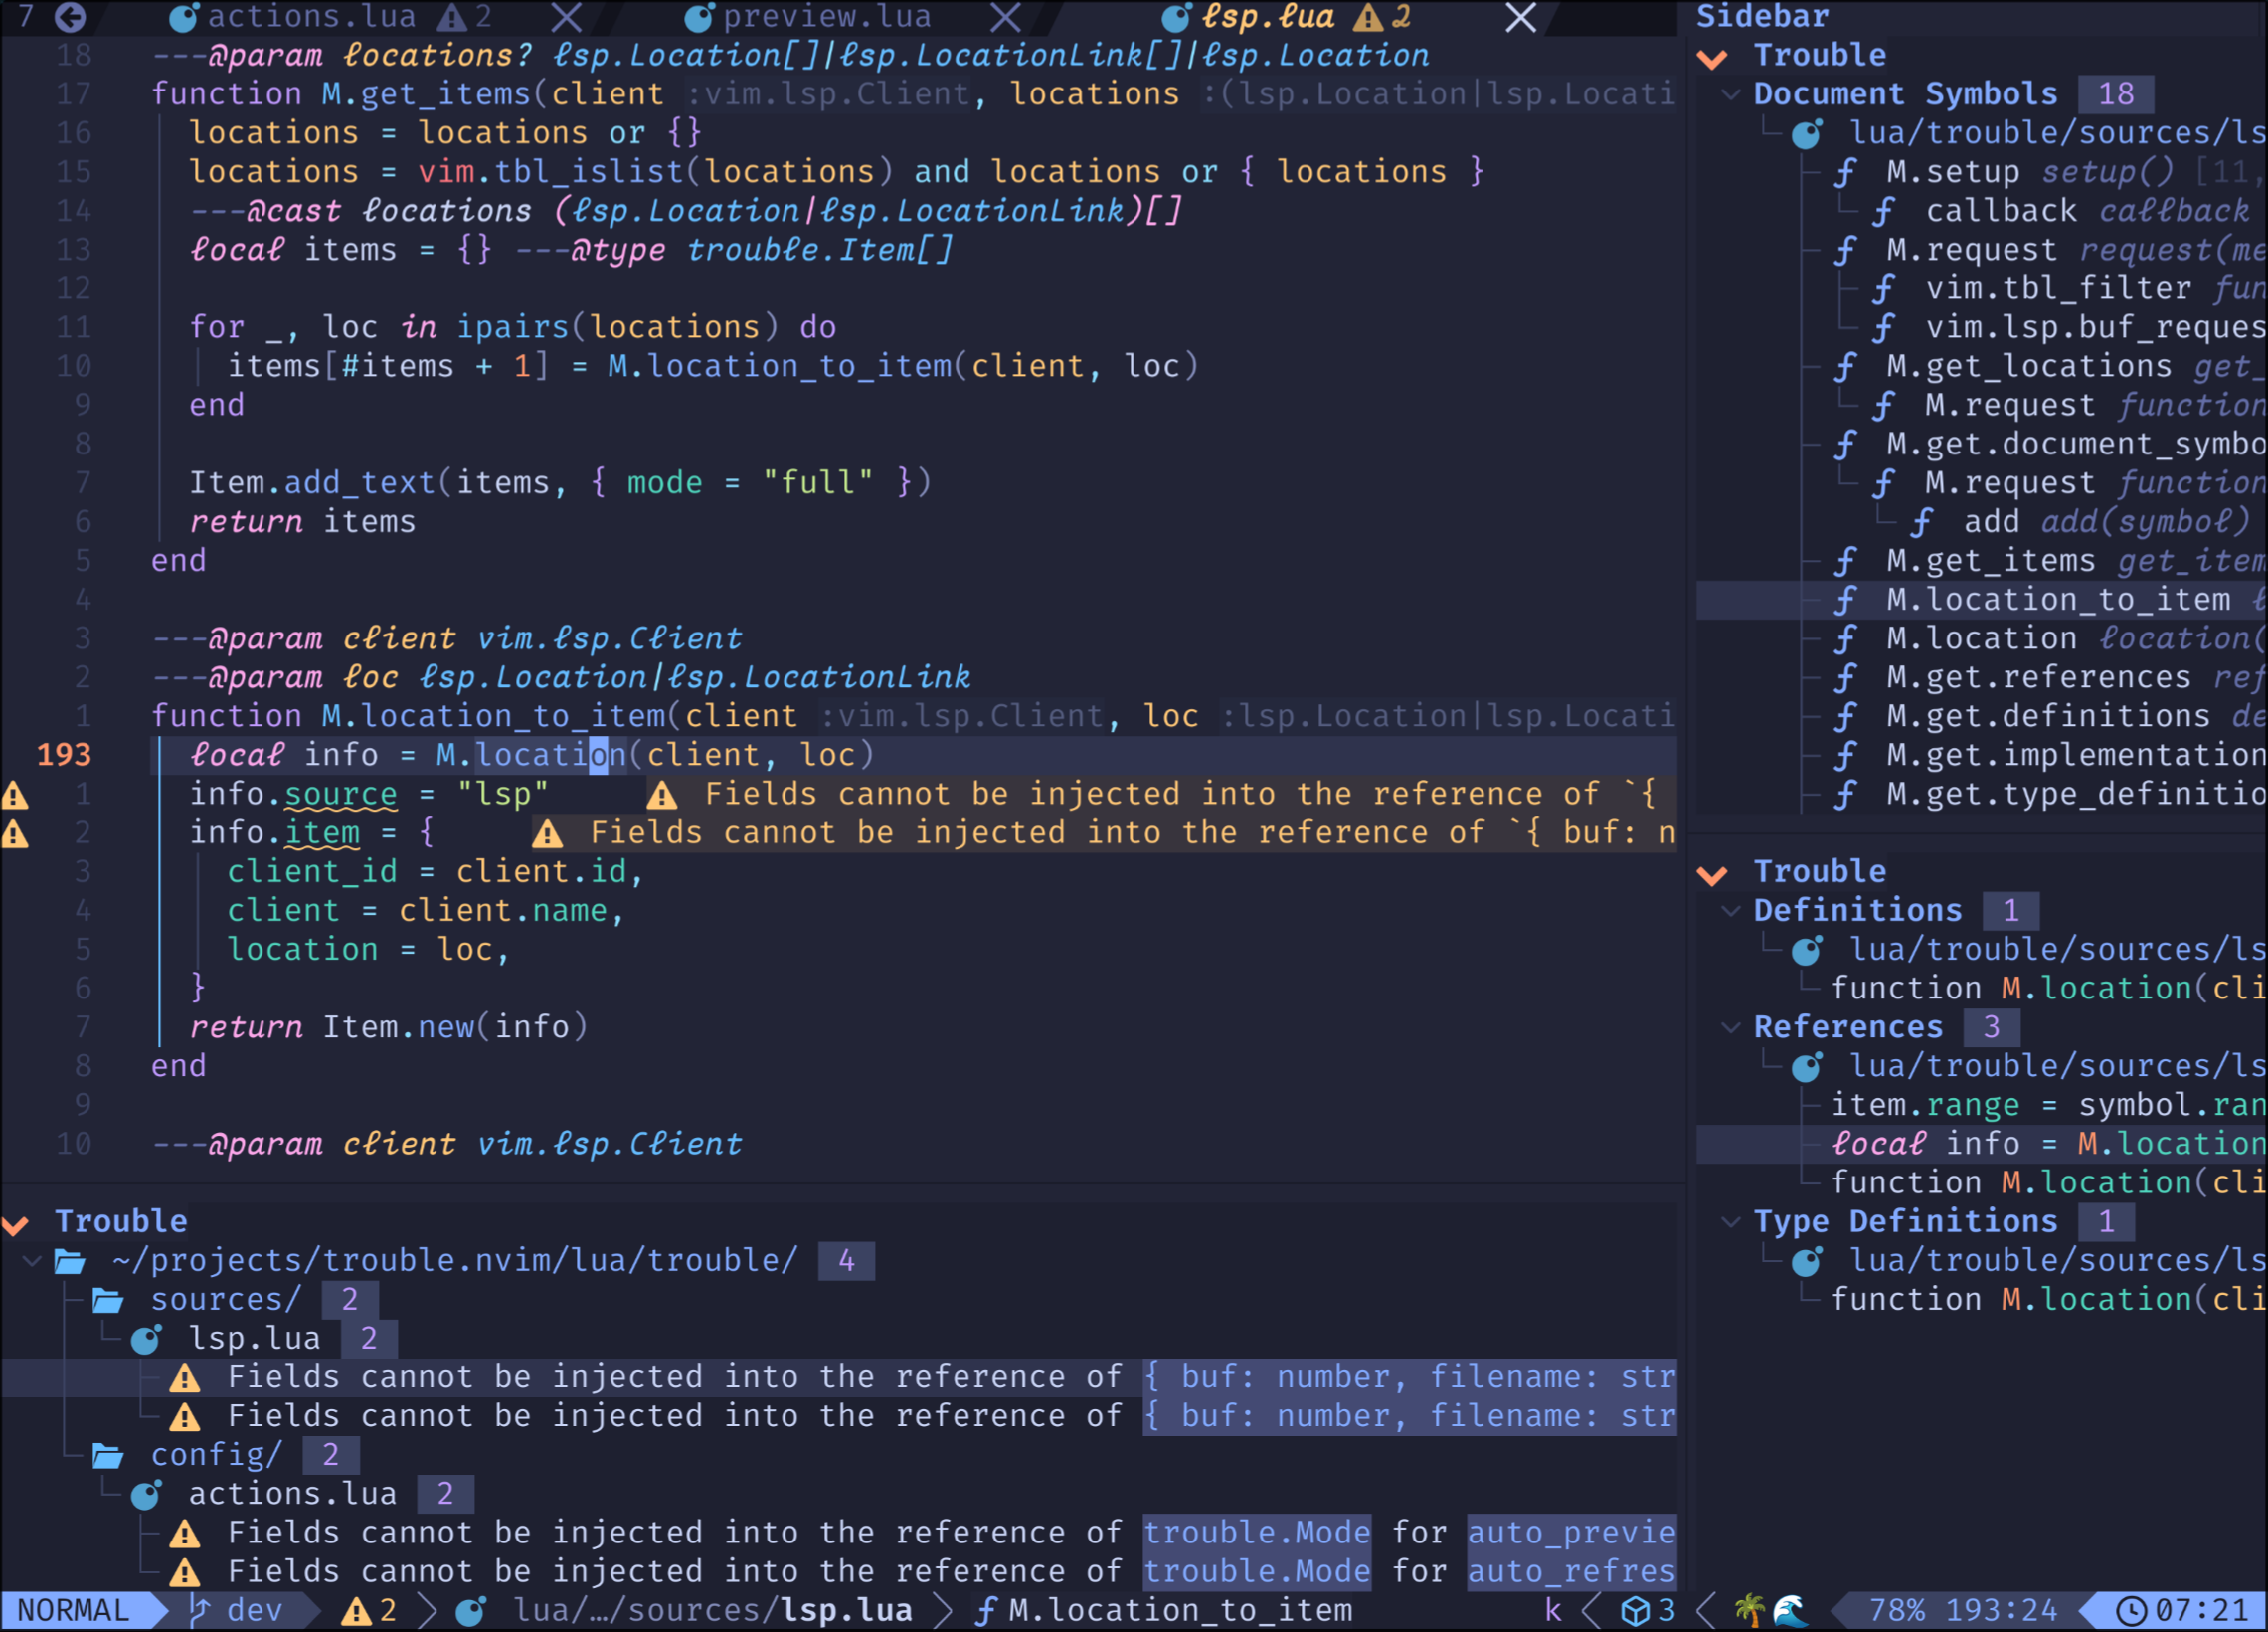 7 actions.lua 2 preview.lua lsp.lua 2
18 ---@param locations? lsp.Location[]|lsp.LocationLink[]|lsp.Location
17 function M.get_items(client :vim.lsp.Client, locations :(lsp.Location|lsp.Locati
16 locations = locations or {}
15 locations = vim.tbl_islist(locations) and locations or { locations }
14 ---@cast locations (lsp.Location|lsp.LocationLink)[]
13 local items = {} ---@type trouble.Item[]
12
11 for _, loc in ipairs(locations) do
10 items[#items + 1] = M.location_to_item(client, loc)
9 end
8
7 Item.add_text(items, { mode = "full" })
6 return items
5 end
4
3 ---@param client vim.lsp.Client
2 ---@param loc lsp.Location|lsp.LocationLink
1 function M.location_to_item(client :vim.lsp.Client, loc :lsp.Location|lsp.Locati
193 local info = M.location(client, loc)
1 info.source = "lsp" Fields cannot be injected into the reference of `{
2 info.item = { Fields cannot be injected into the reference of `{ buf: n
3 client_id = client.id,
4 client = client.name,
5 location = loc,
6 }
7 return Item.new(info)
8 end
9
10 ---@param client vim.lsp.Client
Trouble
~/projects/trouble.nvim/lua/trouble/ 4
sources/ 2
lsp.lua 2
Fields cannot be injected into the reference of { buf: number, filename: str
Fields cannot be injected into the reference of { buf: number, filename: str
config/ 2
actions.lua 2
Fields cannot be injected into the reference of trouble.Mode for auto_previe
Fields cannot be injected into the reference of trouble.Mode for auto_refres
Sidebar
Trouble
Document Symbols 18
lua/trouble/sources/ls
M.setup setup() [11,
callback callback
M.request request(me
vim.tbl_filter fun
vim.lsp.buf_reques
M.get_locations get_
M.request function
M.get.document_symbo
M.request function
add add(symbol)
M.get_items get_item
M.location_to_item l
M.location location(
M.get.references ref
M.get.definitions de
M.get.implementation
M.get.type_definitio
Trouble
Definitions 1
lua/trouble/sources/ls
function M.location(cli
References 3
lua/trouble/sources/ls
item.range = symbol.ran
local info = M.location
function M.location(cli
Type Definitions 1
lua/trouble/sources/ls
function M.location(cli
NORMAL dev 2 lua/…/sources/lsp.lua M.location_to_item k 3 78% 193:24 07:21